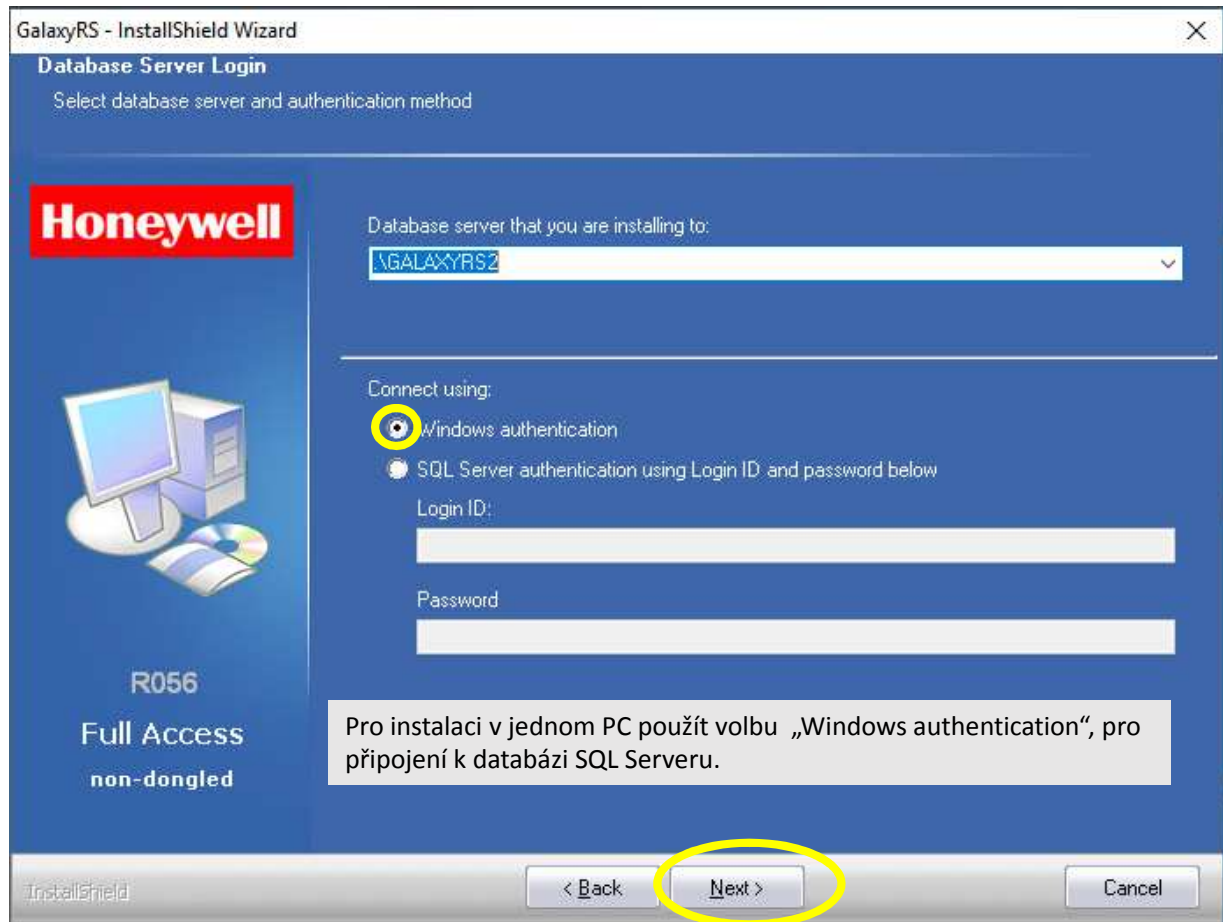 GalaxyRS - InstallShield Wizard
Database Server Login
Select database server and authentication method
Honeywell
Database server that you are installing to:
.\GALAXYRS2
Connect using:
Windows authentication
SQL Server authentication using Login ID and password below
Login ID:
Password
R056
Full Access
non-dongled
Pro instalaci v jednom PC použít volbu „Windows authentication“, pro
připojení k databázi SQL Serveru.
InstallShield
< Back
Next >
Cancel